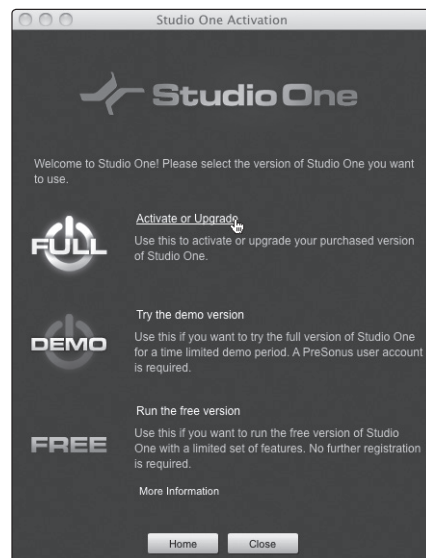 Studio One Activation
Studio One
Welcome to Studio One! Please select the version of Studio One you want
to use.
FULL
Activate or Upgrade
Use this to activate or upgrade your purchased version
of Studio One.
DEMO
Try the demo version
Use this if you want to try the full version of Studio One
for a time limited demo period. A PreSonus user account
is required.
FREE
Run the free version
Use this if you want to run the free version of Studio
One with a limited set of features. No further registration
is required.
More Information
Home
Close